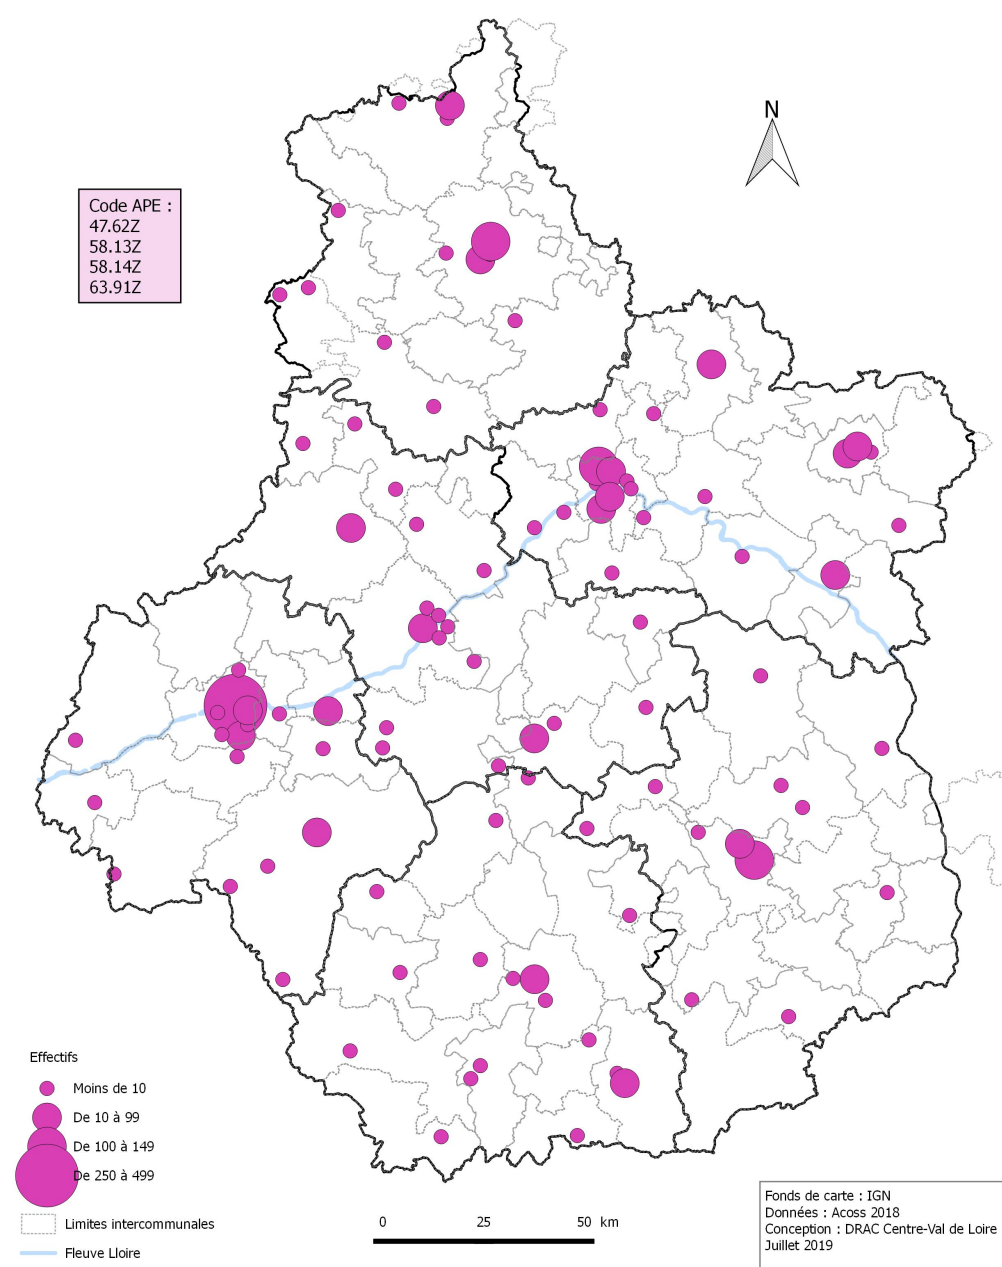 N
Code APE :
47.62Z
58.13Z
58.14Z
63.91Z
Effectifs
Moins de 10
De 10 à 99
De 100 à 149
De 250 à 499
Limites intercommunales
Fleuve Lloire
0 25 50 km
Fonds de carte : IGN
Données : Acoss 2018
Conception : DRAC Centre-Val de Loire
Juillet 2019